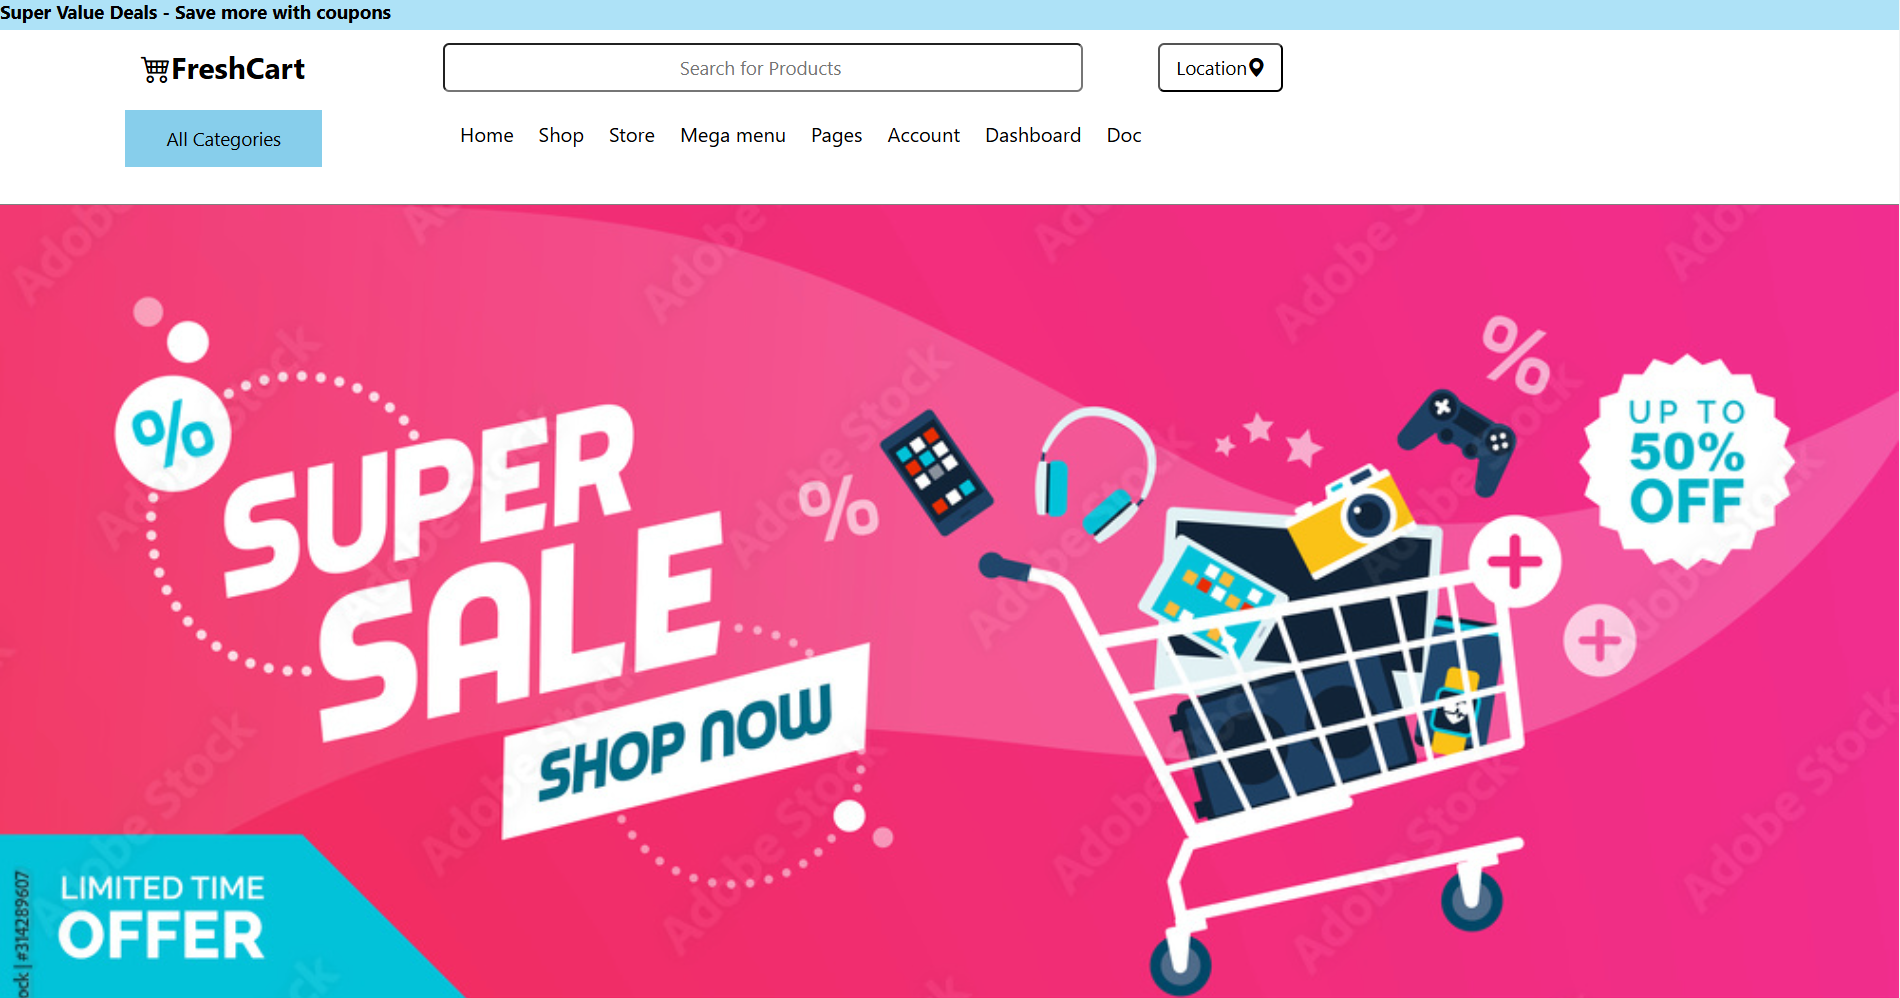 Super Value Deals - Save more with coupons
FreshCart
Search for Products
Location
All Categories
Home Shop Store Mega menu Pages Account Dashboard Doc
%
%
%
UP TO
50%
OFF
SUPER
SALE
SHOP NOW
LIMITED TIME
OFFER
ock | #314289607
Adobe Stock